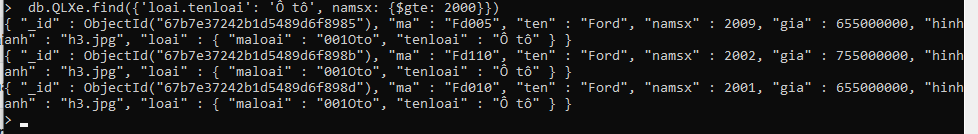 >  db.QLXe.find({'loai.tenloai': 'Ô tô', namsx: {$gte: 2000}})
{ "_id" : ObjectId("67b7e37242b1d5489d6f8985"), "ma" : "Fd005", "ten" : "Ford", "namsx" : 2009, "gia" : 655000000, "hinh
anh" : "h3.jpg", "loai" : { "maloai" : "001Oto", "tenloai" : "Ô tô" } }
{ "_id" : ObjectId("67b7e37242b1d5489d6f898b"), "ma" : "Fd110", "ten" : "Ford", "namsx" : 2002, "gia" : 755000000, "hinh
anh" : "h3.jpg", "loai" : { "maloai" : "001Oto", "tenloai" : "Ô tô" } }
{ "_id" : ObjectId("67b7e37242b1d5489d6f898d"), "ma" : "Fd010", "ten" : "Ford", "namsx" : 2001, "gia" : 655000000, "hinh
anh" : "h3.jpg", "loai" : { "maloai" : "001Oto", "tenloai" : "Ô tô" } }
>